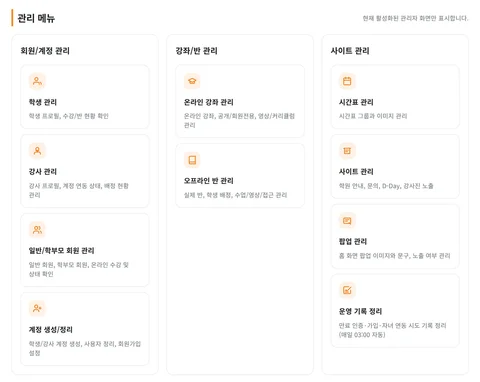 관리 메뉴
현재 활성화된 관리자 화면만 표시합니다.
회원/계정 관리
학생 관리
학생 프로필, 수강/반 현황 확인
강사 관리
강사 프로필, 계정 연동 상태, 배정 현황
관리
일반/학부모 회원 관리
일반 회원, 학부모 회원, 온라인 수강 및
상태 확인
계정 생성/정리
학생/강사 계정 생성, 사용자 정리, 회원가입
설정
강좌/반 관리
온라인 강좌 관리
온라인 강좌, 공개/회원전용, 영상/커리큘럼
관리
오프라인 반 관리
실제 반, 학생 배정, 수업/영상/접근 관리
사이트 관리
시간표 관리
시간표 그룹과 이미지 관리
사이트 관리
학원 안내, 문의, D-Day, 강사진 노출
팝업 관리
홈 화면 팝업 이미지와 문구, 노출 여부 관리
운영 기록 정리
만료 인증·가입·자녀 연동 시도 기록 정리
(매일 03:00 자동)